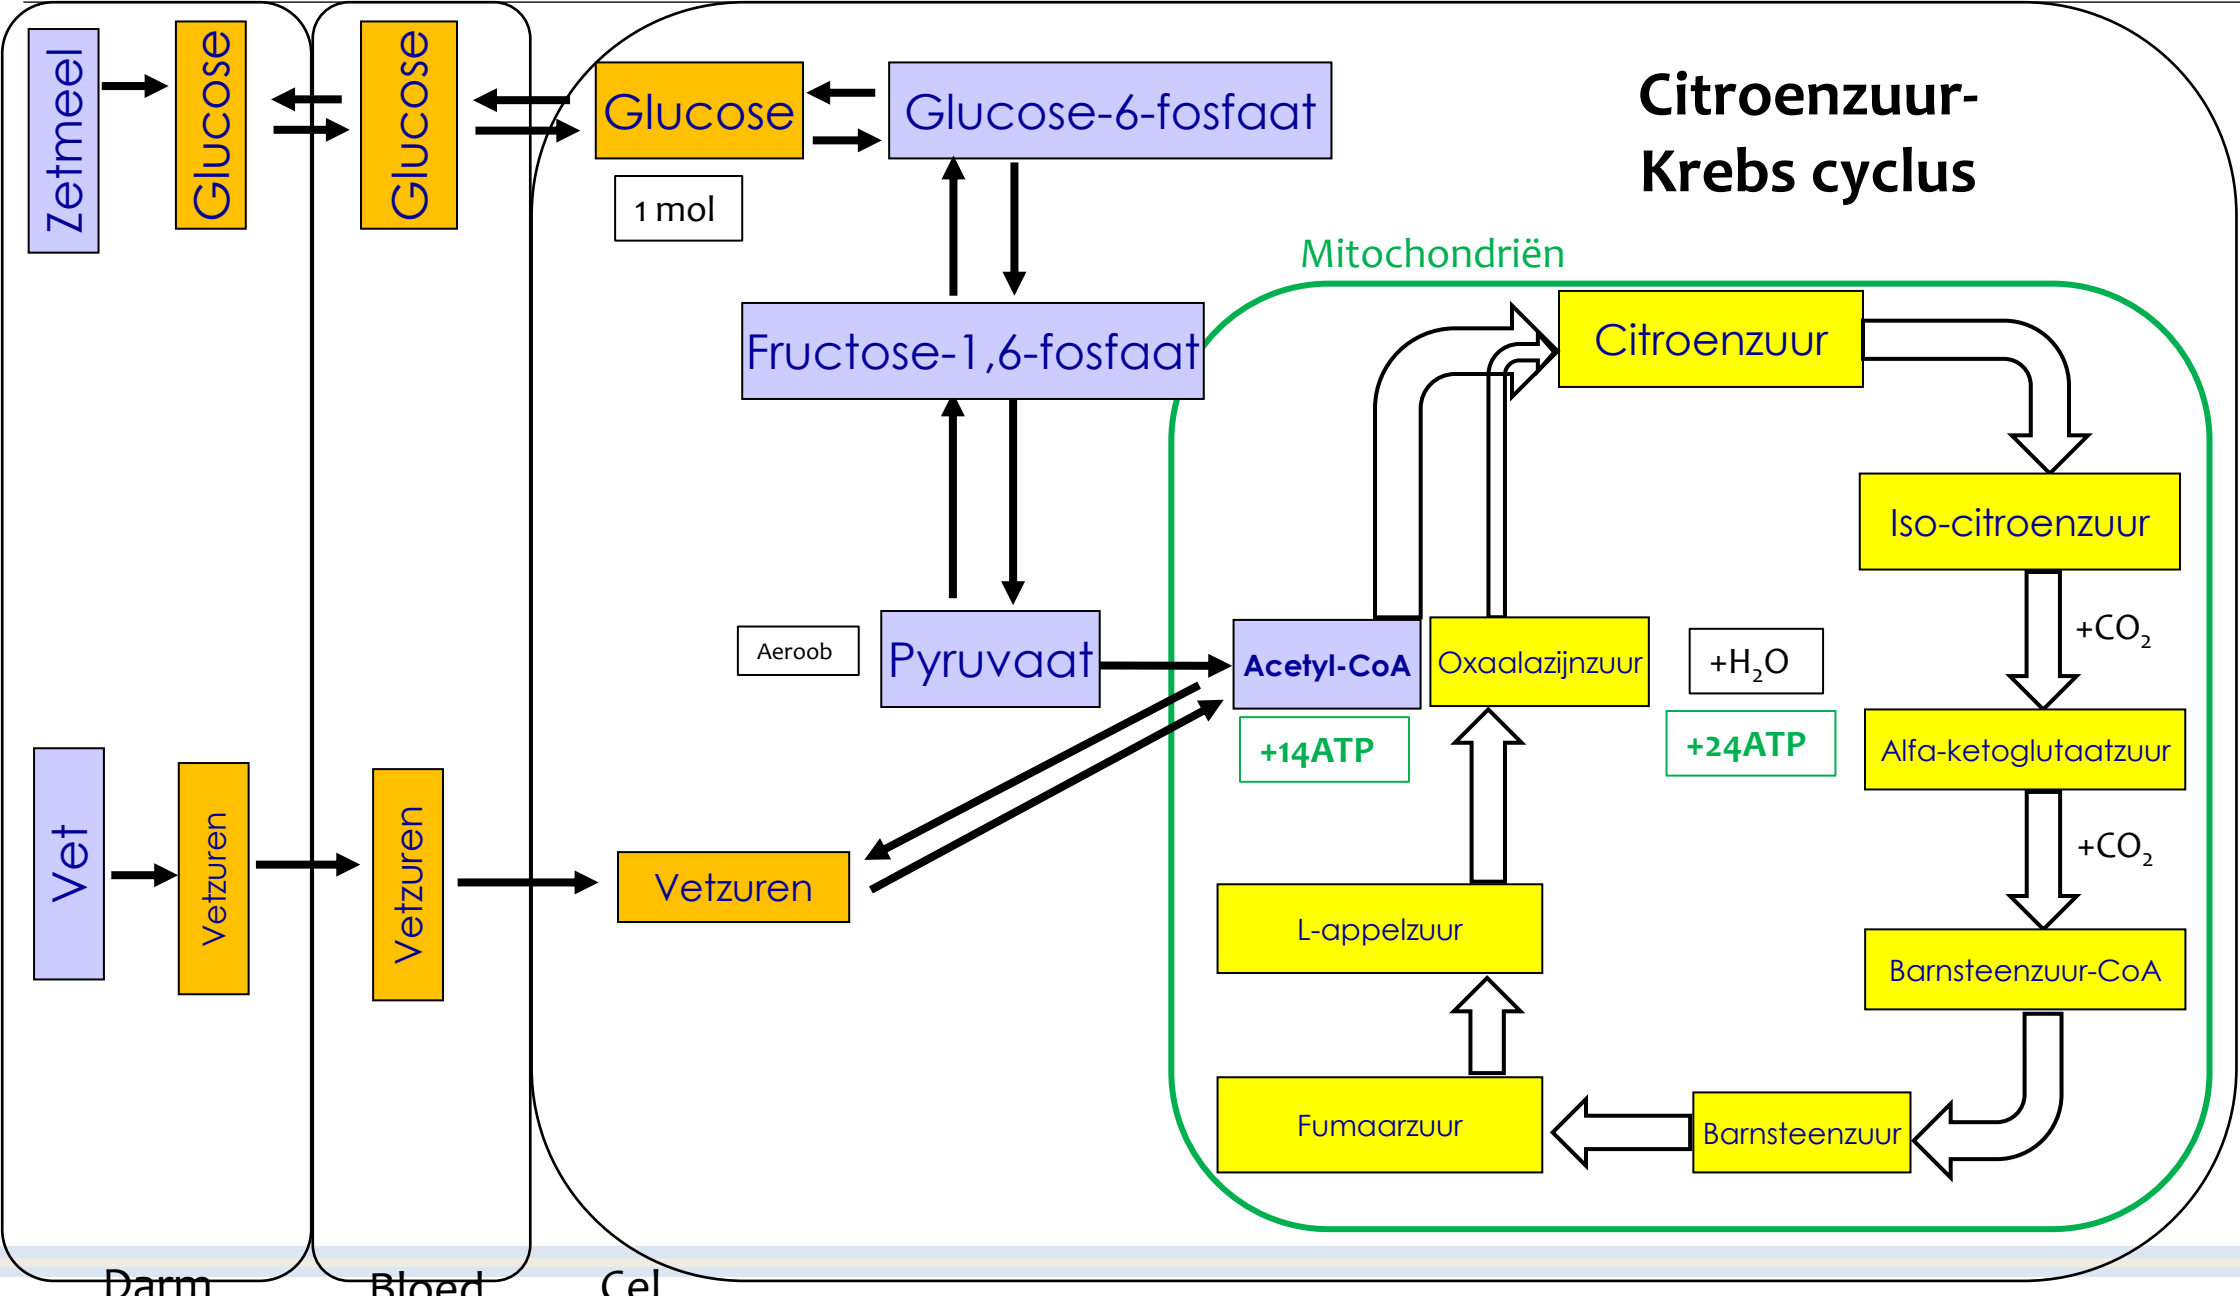 Citroenzuur-
Krebs cyclus
Zetmeel
Glucose
Glucose
Glucose
Glucose-6-fosfaat
1 mol
Mitochondriën
Fructose-1,6-fosfaat
Citroenzuur
Iso-citroenzuur
+CO₂
Aeroob
Pyruvaat
Acetyl-CoA
Oxaalazijnzuur
+H₂O
+14ATP
+24ATP
Alfa-ketoglutaatzuur
+CO₂
Vet
Vetzuren
Vetzuren
Vetzuren
L-appelzuur
Barnsteenzuur-CoA
Fumaarzuur
Barnsteenzuur
Darm
Bloed
Cel